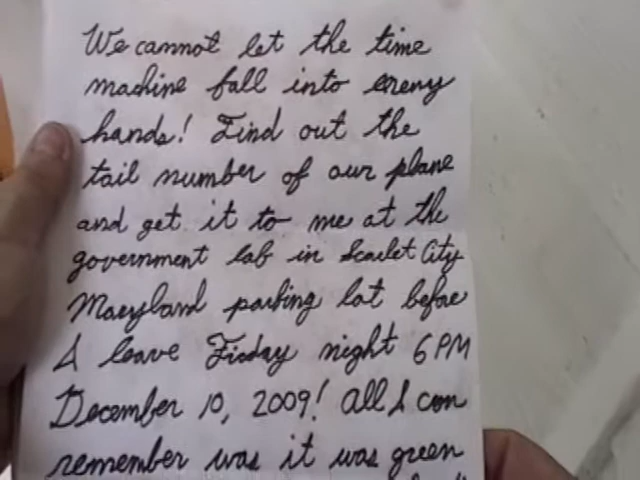 We cannot let the time
machine fall into enemy
hands! Find out the
tail number of our plane
and get it to me at the
government lab in Scarlet City
Maryland parking lot before
I leave Friday night 6 PM
December 10, 2009! All I can
remember was it was green